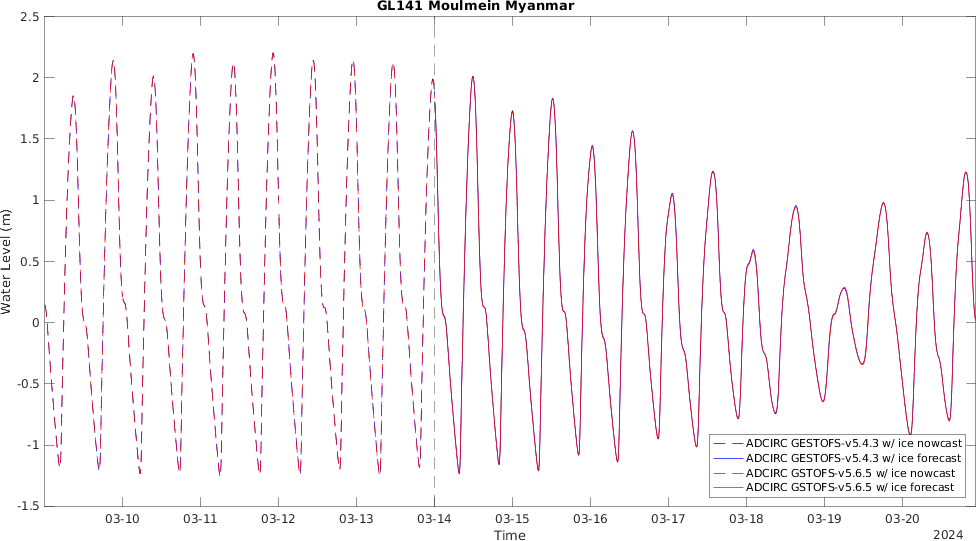 GL141 Moulmein Myanmar
2.5
2
1.5
1
0.5
0
-0.5
-1
-1.5
Water Level (m)
ADCIRC GESTOFS-v5.4.3 w/ ice nowcast
ADCIRC GESTOFS-v5.4.3 w/ ice forecast
ADCIRC GSTOFS-v5.6.5 w/ ice nowcast
ADCIRC GSTOFS-v5.6.5 w/ ice forecast
03-10 03-11 03-12 03-13 03-14 03-15 03-16 03-17 03-18 03-19 03-20
Time
2024